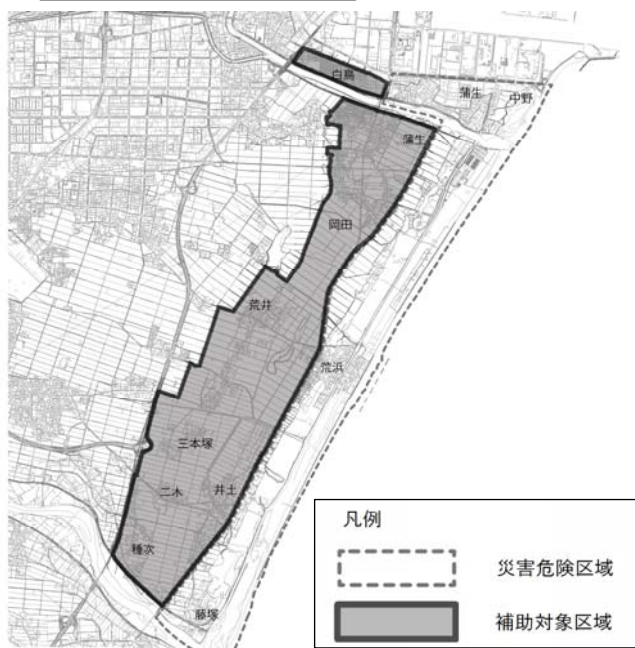 白鳥
蒲生
中野
蒲生
岡田
荒井
荒浜
三本塚
二木
井土
種次
藤塚
凡例
災害危険区域
補助対象区域